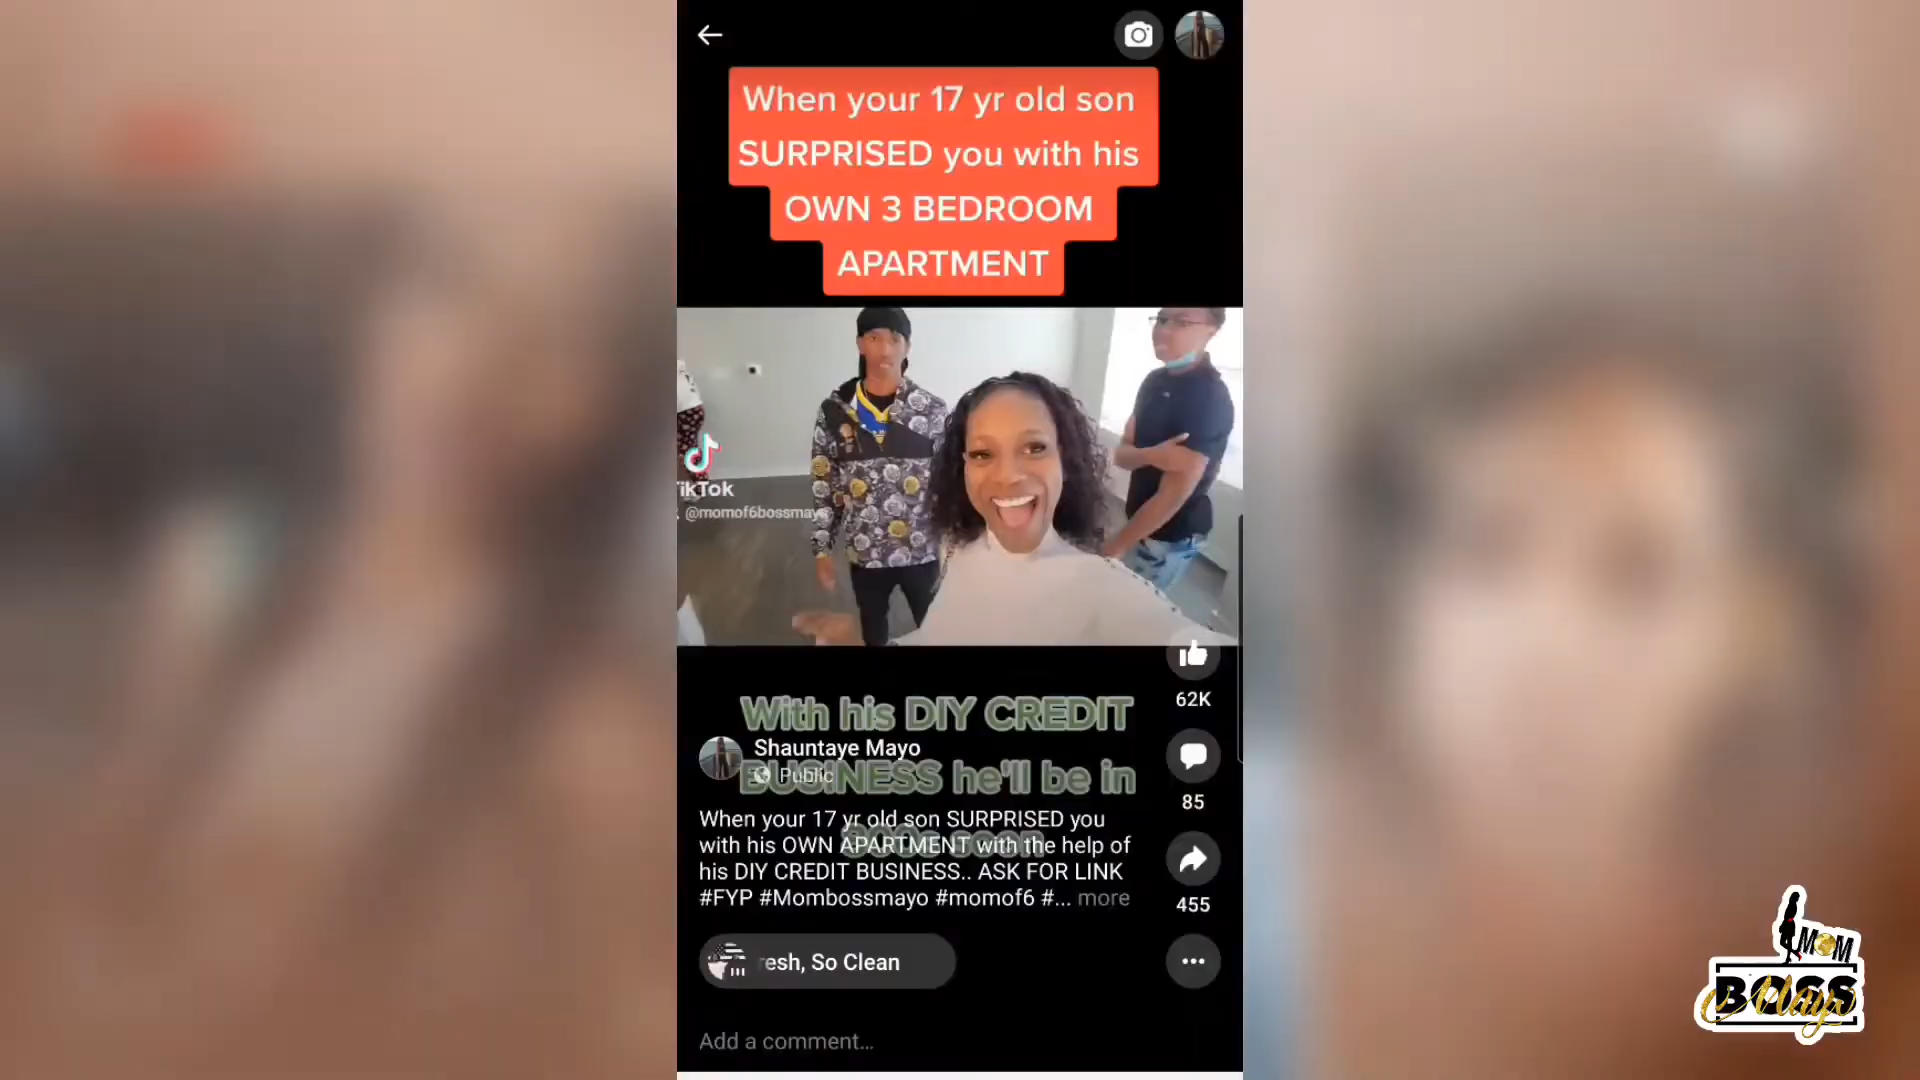 When your 17 yr old son
SURPRISED you with his
OWN 3 BEDROOM
APARTMENT
TikTok
@momof6bossmayo
62K
With his DIY CREDIT
Shauntaye Mayo
BUSINESS he'll be in
Public
85
When your 17 yr old son SURPRISED you
with his OWN APARTMENT with the help of
800s soon
his DIY CREDIT BUSINESS.. ASK FOR LINK
#FYP #Mombossmayo #momof6 #... more
455
resh, So Clean
Add a comment...
MOM
BOSS
Mayo